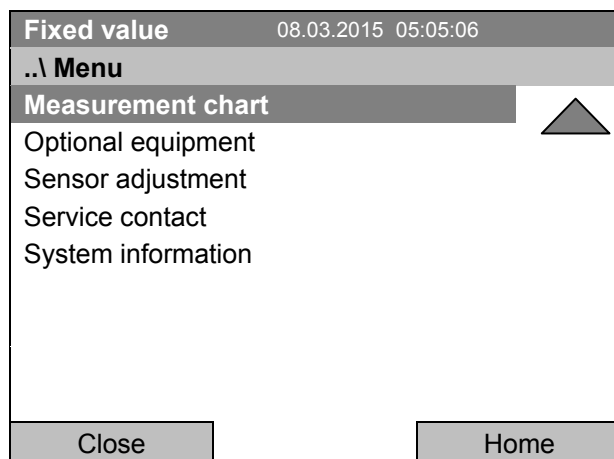 Fixed value 08.03.2015 05:05:06
..\ Menu
Measurement chart
Optional equipment
Sensor adjustment
Service contact
System information
Close Home